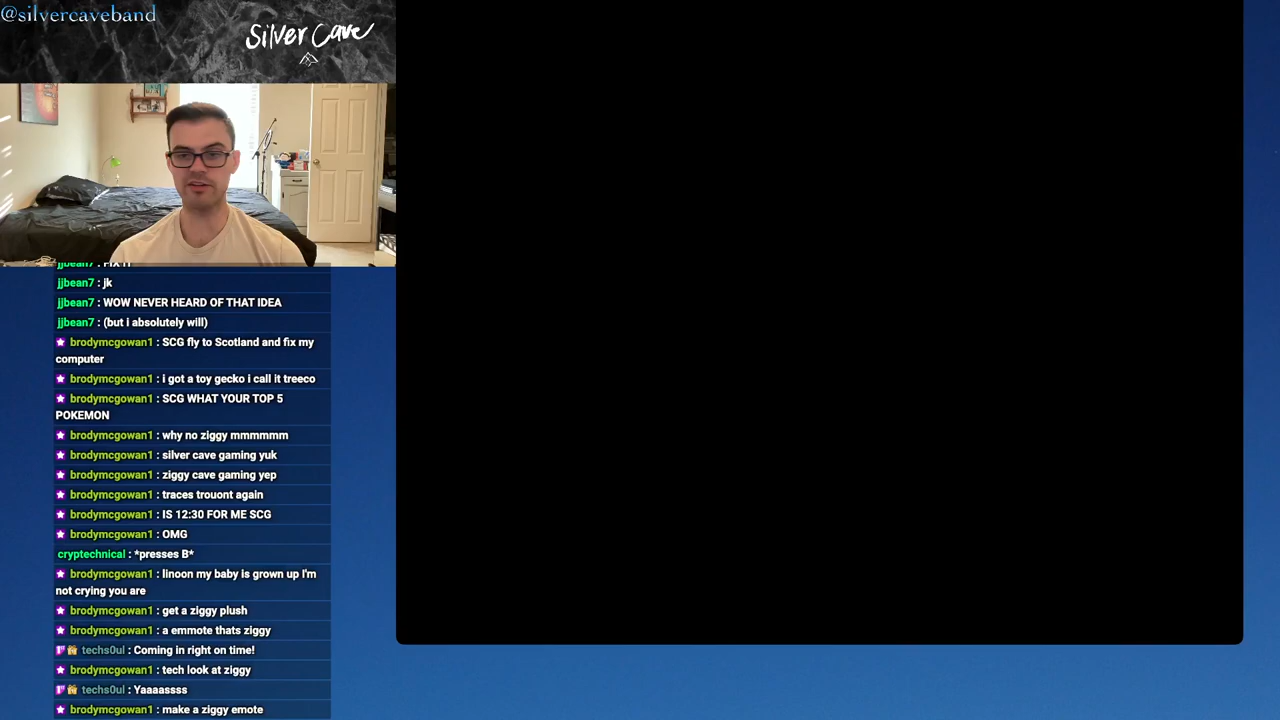 @silvercaveband
Silver Cave
jjbean7 : FIX IT
jjbean7 : jk
jjbean7 : WOW NEVER HEARD OF THAT IDEA
jjbean7 : (but i absolutely will)
brodymcgowan1 : SCG fly to Scotland and fix my
computer
brodymcgowan1 : i got a toy gecko i call it treeco
brodymcgowan1 : SCG WHAT YOUR TOP 5
POKEMON
brodymcgowan1 : why no ziggy mmmmmm
brodymcgowan1 : silver cave gaming yuk
brodymcgowan1 : ziggy cave gaming yep
brodymcgowan1 : traces trouont again
brodymcgowan1 : IS 12:30 FOR ME SCG
brodymcgowan1 : OMG
cryptechnical : *presses B*
brodymcgowan1 : linoon my baby is grown up I'm
not crying you are
brodymcgowan1 : get a ziggy plush
brodymcgowan1 : a emmote thats ziggy
techs0ul : Coming in right on time!
brodymcgowan1 : tech look at ziggy
techs0ul : Yaaaassss
brodymcgowan1 : make a ziggy emote